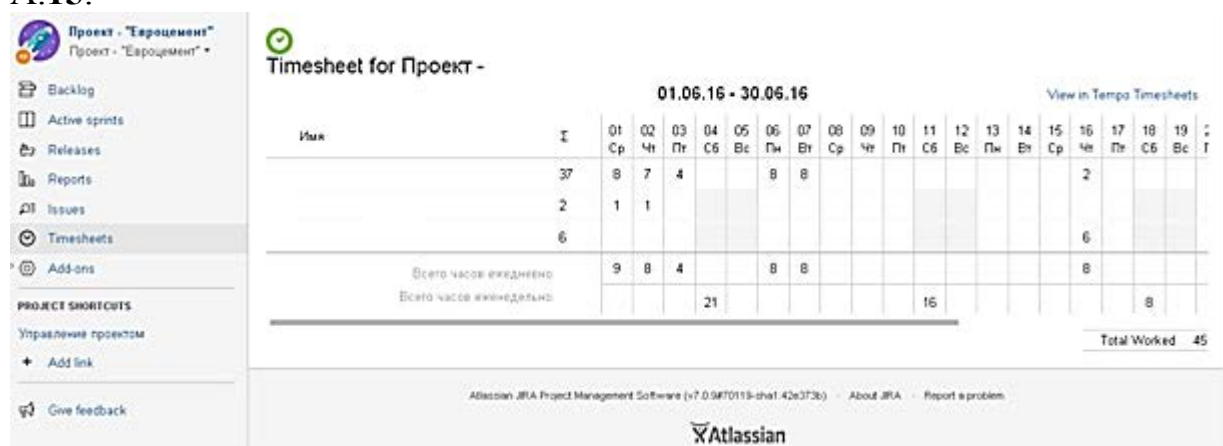 А.15.
Проект - "Евроцемент"
Проект - "Евроцемент"
Backlog
Active sprints
Releases
Reports
Issues
Timesheets
Add-ons
PROJECT SHORTCUTS
Управление проектом
+ Add link
Give feedback
Timesheet for Проект -
01.06.16 - 30.06.16
View in Tempo Timesheets
Имя Σ 01 02 03 04 05 06 07 08 09 10 11 12 13 14 15 16 17 18 19
Ср Чт Пт Сб Вс Пн Вт Ср Чт Пт Сб Вс Пн Вт Ср Чт Пт Сб Вс
37 8 7 4 8 8 2
2 1 1
6 6
Всего часов ежедневно 9 8 4 8 8 8
Всего часов еженедельно 21 16 8
Total Worked 45
Atlassian JIRA Project Management Software (v7.0.9#70119-sha1:42e373b) · About JIRA · Report a problem
Atlassian